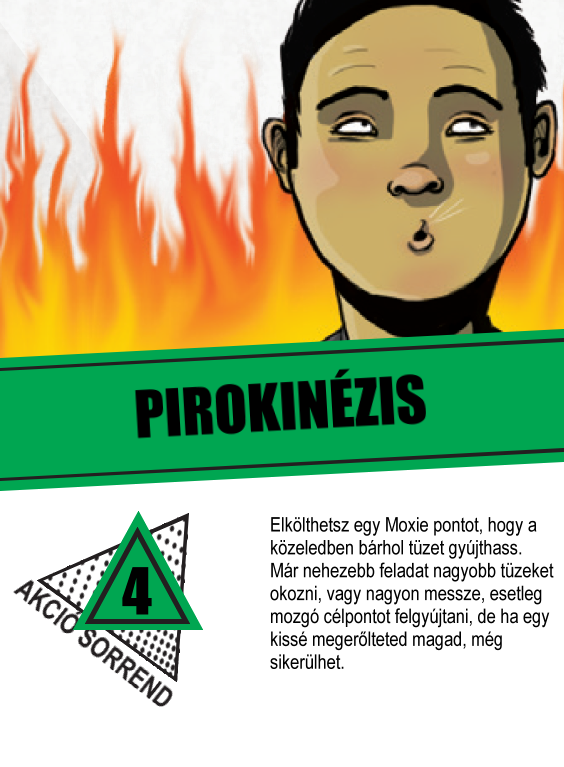 PIROKINÉZIS
4
AKCIÓ SORREND
Elkölthetsz egy Moxie pontot, hogy a
közeledben bárhol tüzet gyújthass.
Már nehezebb feladat nagyobb tüzeket
okozni, vagy nagyon messze, esetleg
mozgó célpontot felgyújtani, de ha egy
kissé megerőlteted magad, még
sikerülhet.